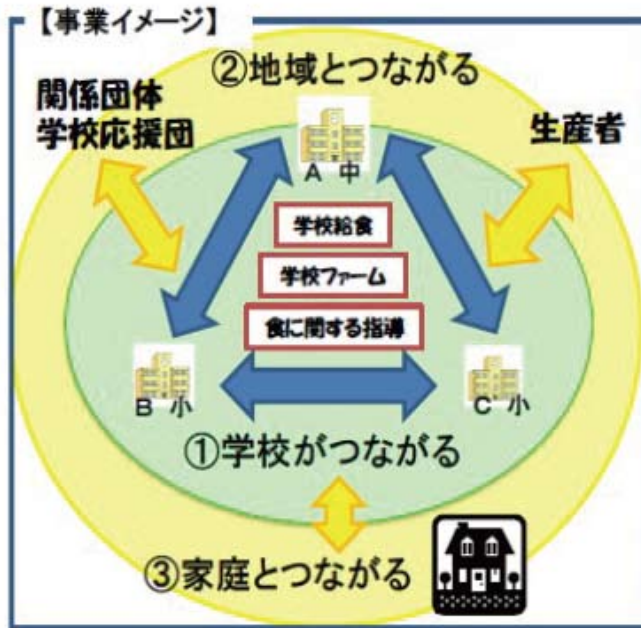 【事業イメージ】
②地域とつながる
関係団体
学校応援団
生産者
A 中
学校給食
学校ファーム
食に関する指導
B 小
C 小
①学校がつながる
③家庭とつながる